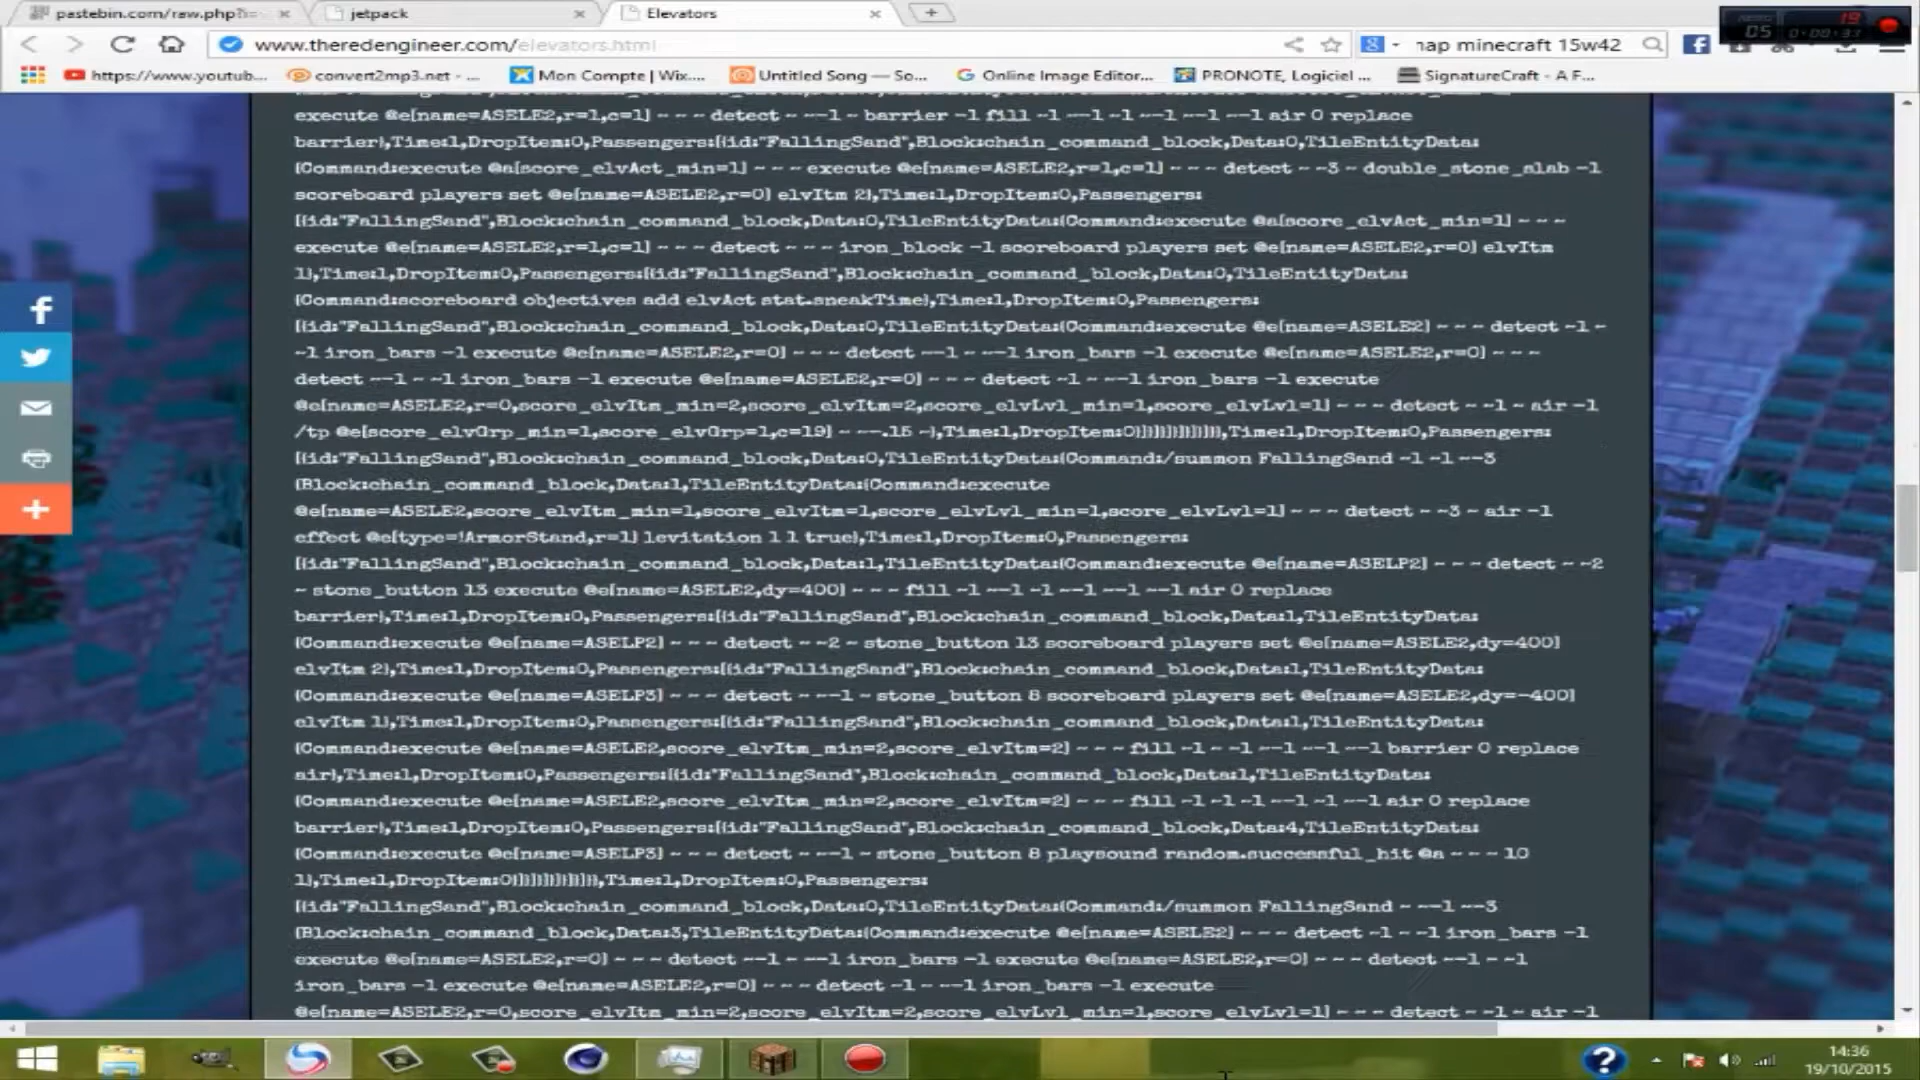 pastebin.com/raw.php?i=
jetpack
Elevators
www.theredengineer.com/elevators.html
map minecraft 15w42
19
05
0:00:37
https://www.youtub...
convert2mp3.net - ...
Mon Compte | Wix....
Untitled Song — So...
Online Image Editor...
PRONOTE, Logiciel ...
SignatureCraft - A F...
execute @e[name=ASELE2,r=1,c=1] ~ ~ ~ detect ~ ~-1 ~ barrier -1 fill ~1 ~-1 ~1 ~-1 ~-1 ~-1 air 0 replace
barrier},Time:1,DropItem:0,Passengers:[{id:"FallingSand",Block:chain_command_block,Data:0,TileEntityData:
{Command:execute @a[score_elvAct_min=1] ~ ~ ~ execute @e[name=ASELE2,r=1,c=1] ~ ~ ~ detect ~ ~3 ~ double_stone_slab -1
scoreboard players set @e[name=ASELE2,r=0] elvItm 2},Time:1,DropItem:0,Passengers:
[{id:"FallingSand",Block:chain_command_block,Data:0,TileEntityData:{Command:execute @a[score_elvAct_min=1] ~ ~ ~
execute @e[name=ASELE2,r=1,c=1] ~ ~ ~ detect ~ ~ ~ iron_block -1 scoreboard players set @e[name=ASELE2,r=0] elvItm
1},Time:1,DropItem:0,Passengers:[{id:"FallingSand",Block:chain_command_block,Data:0,TileEntityData:
{Command:scoreboard objectives add elvAct stat.sneakTime},Time:1,DropItem:0,Passengers:
[{id:"FallingSand",Block:chain_command_block,Data:0,TileEntityData:{Command:execute @e[name=ASELE2] ~ ~ ~ detect ~1 ~
~1 iron_bars -1 execute @e[name=ASELE2,r=0] ~ ~ ~ detect ~-1 ~ ~-1 iron_bars -1 execute @e[name=ASELE2,r=0] ~ ~ ~
detect ~-1 ~ ~1 iron_bars -1 execute @e[name=ASELE2,r=0] ~ ~ ~ detect ~1 ~ ~-1 iron_bars -1 execute
@e[name=ASELE2,r=0,score_elvItm_min=2,score_elvItm=2,score_elvLvl_min=1,score_elvLvl=1] ~ ~ ~ detect ~ ~-1 ~ air -1
/tp @e[score_elvGrp_min=1,score_elvGrp=1,c=19] ~ ~-.15 ~},Time:1,DropItem:0}]}]}]}]}]}]}]},Time:1,DropItem:0,Passengers:
[{id:"FallingSand",Block:chain_command_block,Data:0,TileEntityData:{Command:/summon FallingSand ~1 ~1 ~-3
{Block:chain_command_block,Data:1,TileEntityData:{Command:execute
@e[name=ASELE2,score_elvItm_min=1,score_elvItm=1,score_elvLvl_min=1,score_elvLvl=1] ~ ~ ~ detect ~ ~3 ~ air -1
effect @e[type=!ArmorStand,r=1] levitation 1 1 true},Time:1,DropItem:0,Passengers:
[{id:"FallingSand",Block:chain_command_block,Data:1,TileEntityData:{Command:execute @e[name=ASELP2] ~ ~ ~ detect ~ ~2
~ stone_button 13 execute @e[name=ASELE2,dy=400] ~ ~ ~ fill ~1 ~-1 ~1 ~-1 ~-1 ~-1 air 0 replace
barrier},Time:1,DropItem:0,Passengers:[{id:"FallingSand",Block:chain_command_block,Data:1,TileEntityData:
{Command:execute @e[name=ASELP2] ~ ~ ~ detect ~ ~2 ~ stone_button 13 scoreboard players set @e[name=ASELE2,dy=400]
elvItm 2},Time:1,DropItem:0,Passengers:[{id:"FallingSand",Block:chain_command_block,Data:1,TileEntityData:
{Command:execute @e[name=ASELP3] ~ ~ ~ detect ~ ~-1 ~ stone_button 8 scoreboard players set @e[name=ASELE2,dy=-400]
elvItm 1},Time:1,DropItem:0,Passengers:[{id:"FallingSand",Block:chain_command_block,Data:1,TileEntityData:
{Command:execute @e[name=ASELE2,score_elvItm_min=2,score_elvItm=2] ~ ~ ~ fill ~1 ~ ~1 ~-1 ~-1 ~-1 barrier 0 replace
air},Time:1,DropItem:0,Passengers:[{id:"FallingSand",Block:chain_command_block,Data:1,TileEntityData:
{Command:execute @e[name=ASELE2,score_elvItm_min=2,score_elvItm=2] ~ ~ ~ fill ~1 ~1 ~1 ~-1 ~1 ~-1 air 0 replace
barrier},Time:1,DropItem:0,Passengers:[{id:"FallingSand",Block:chain_command_block,Data:4,TileEntityData:
{Command:execute @e[name=ASELP3] ~ ~ ~ detect ~ ~-1 ~ stone_button 8 playsound random.successful_hit @a ~ ~ ~ 10
1},Time:1,DropItem:0}]}]}]}]}]}]},Time:1,DropItem:0,Passengers:
[{id:"FallingSand",Block:chain_command_block,Data:0,TileEntityData:{Command:/summon FallingSand ~ ~-1 ~-3
{Block:chain_command_block,Data:3,TileEntityData:{Command:execute @e[name=ASELE2] ~ ~ ~ detect ~1 ~ ~1 iron_bars -1
execute @e[name=ASELE2,r=0] ~ ~ ~ detect ~-1 ~ ~-1 iron_bars -1 execute @e[name=ASELE2,r=0] ~ ~ ~ detect ~-1 ~ ~1
iron_bars -1 execute @e[name=ASELE2,r=0] ~ ~ ~ detect ~1 ~ ~-1 iron_bars -1 execute
@e[name=ASELE2,r=0,score_elvItm_min=2,score_elvItm=2,score_elvLvl_min=1,score_elvLvl=1] ~ ~ ~ detect ~ ~-1 ~ air -1
14:36
19/10/2015